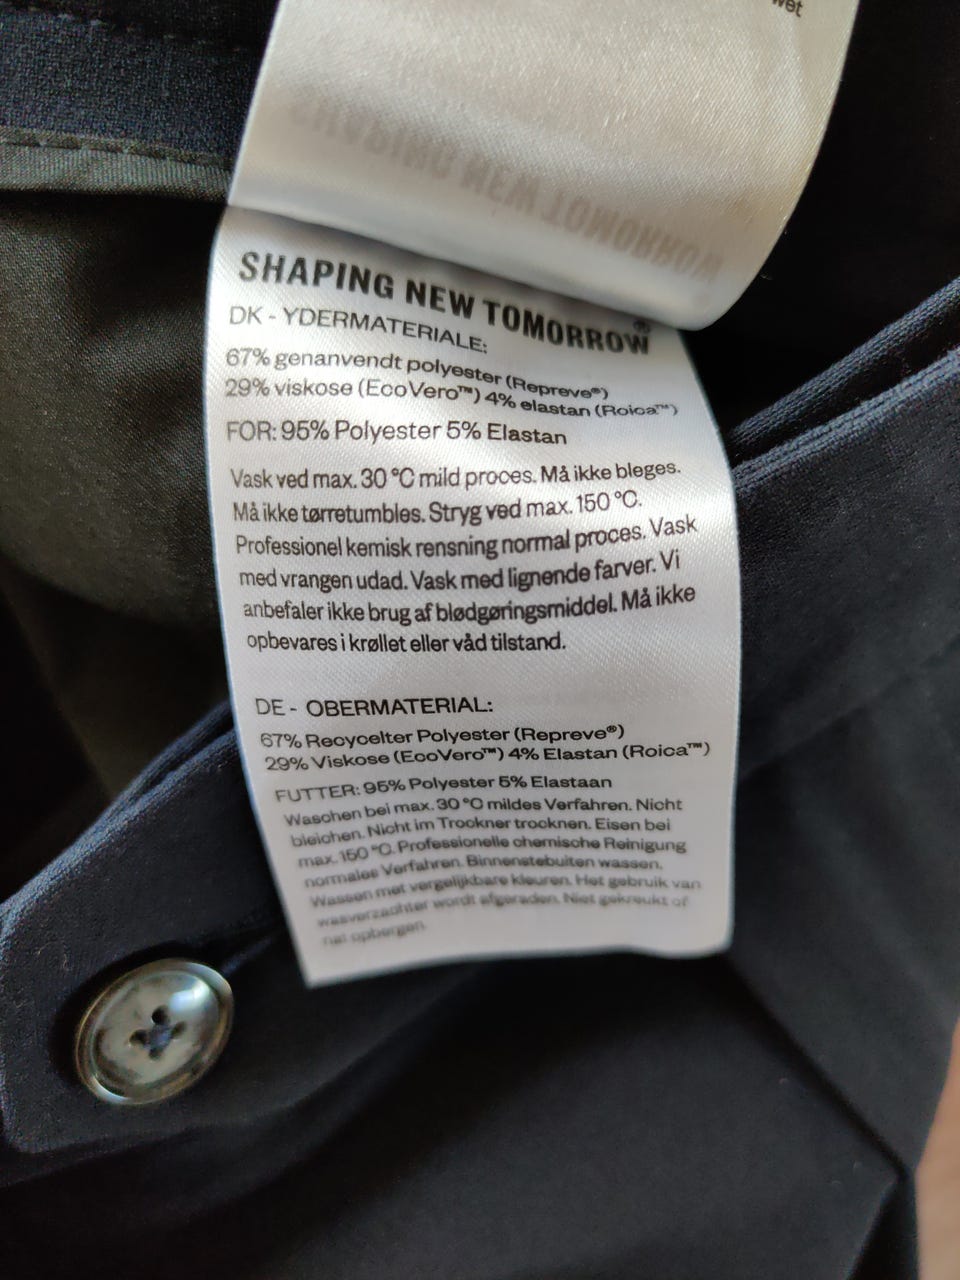 wet
SHAPING NEW TOMORROW
SHAPING NEW TOMORROW®
DK - YDERMATERIALE:
67% genanvendt polyester (Repreve®)
29% viskose (EcoVero™) 4% elastan (Roica™)
FOR: 95% Polyester 5% Elastan
Vask ved max. 30 °C mild proces. Må ikke bleges.
Må ikke tørretumbles. Stryg ved max. 150 °C.
Professionel kemisk rensning normal proces. Vask
med vrangen udad. Vask med lignende farver. Vi
anbefaler ikke brug af blødgøringsmiddel. Må ikke
opbevares i krøllet eller våd tilstand.
DE - OBERMATERIAL:
67% Recycelter Polyester (Repreve®)
29% Viskose (EcoVero™) 4% Elastan (Roica™)
FUTTER: 95% Polyester 5% Elastaan
Waschen bei max. 30 °C mildes Verfahren. Nicht
bleichen. Nicht im Trockner trocknen. Eisen bei
max. 150 °C. Professionelle chemische Reinigung
normales Verfahren. Binnenstebuiten wassen.
Wassen met vergelijkbare kleuren. Het gebruik van
wasverzachter wordt afgeraden. Niet gekreukt of
nat opbergen.